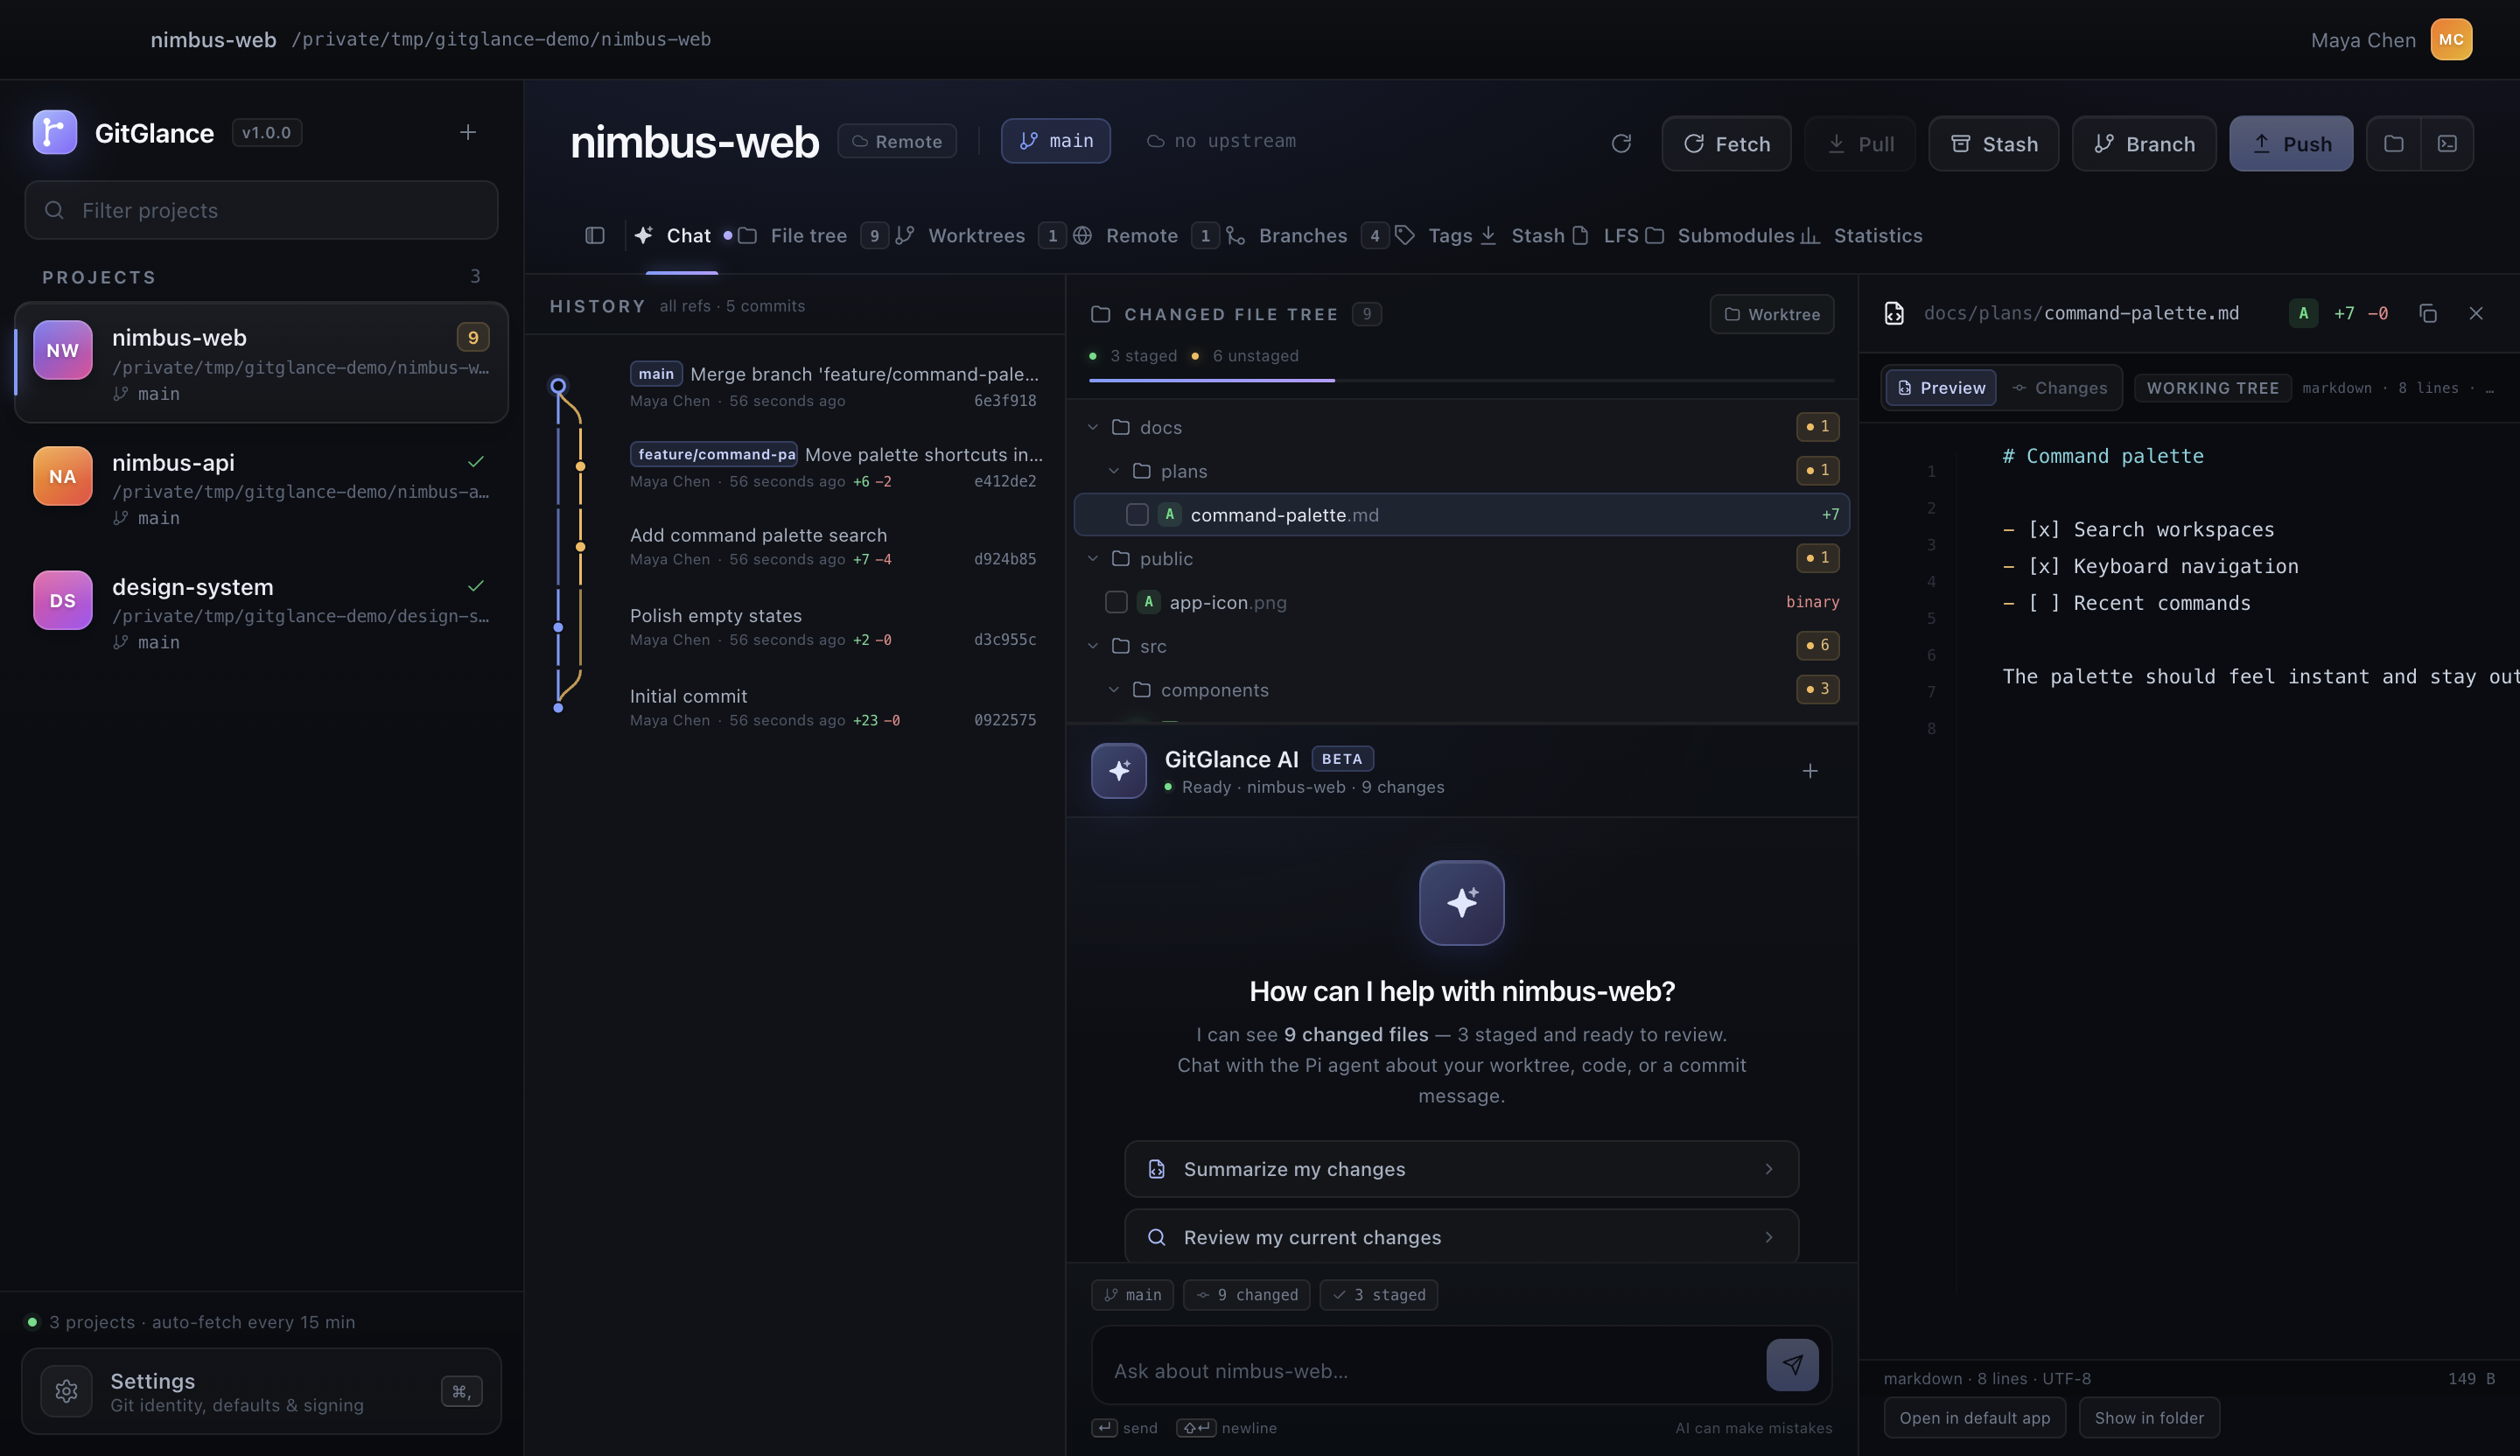 nimbus-web /private/tmp/gitglance-demo/nimbus-web
Maya Chen MC
GitGlance v1.0.0
Filter projects
PROJECTS 3
NW nimbus-web 9
/private/tmp/gitglance-demo/nimbus-w…
main
NA nimbus-api
/private/tmp/gitglance-demo/nimbus-a…
main
DS design-system
/private/tmp/gitglance-demo/design-s…
main
3 projects · auto-fetch every 15 min
Settings
Git identity, defaults & signing
⌘,
nimbus-web Remote main no upstream
Fetch Pull Stash Branch Push
Chat File tree 9 Worktrees 1 Remote 1 Branches 4 Tags Stash LFS Submodules Statistics
HISTORY all refs · 5 commits
main Merge branch 'feature/command-pale…
Maya Chen · 56 seconds ago 6e3f918
feature/command-pa Move palette shortcuts in…
Maya Chen · 56 seconds ago +6 −2 e412de2
Add command palette search
Maya Chen · 56 seconds ago +7 −4 d924b85
Polish empty states
Maya Chen · 56 seconds ago +2 −0 d3c955c
Initial commit
Maya Chen · 56 seconds ago +23 −0 0922575
CHANGED FILE TREE 9 Worktree
3 staged 6 unstaged
docs 1
plans 1
A command-palette.md +7
public 1
A app-icon.png binary
src 6
components 3
GitGlance AI BETA
Ready · nimbus-web · 9 changes
How can I help with nimbus-web?
I can see 9 changed files — 3 staged and ready to review.
Chat with the Pi agent about your worktree, code, or a commit
message.
Summarize my changes
Review my current changes
main 9 changed 3 staged
Ask about nimbus-web…
send newline AI can make mistakes
docs/plans/command-palette.md A +7 −0
Preview Changes WORKING TREE markdown · 8 lines · …
1 # Command palette
2
3 - [x] Search workspaces
4 - [x] Keyboard navigation
5 - [ ] Recent commands
6
7 The palette should feel instant and stay out
8
markdown · 8 lines · UTF-8 149 B
Open in default app Show in folder